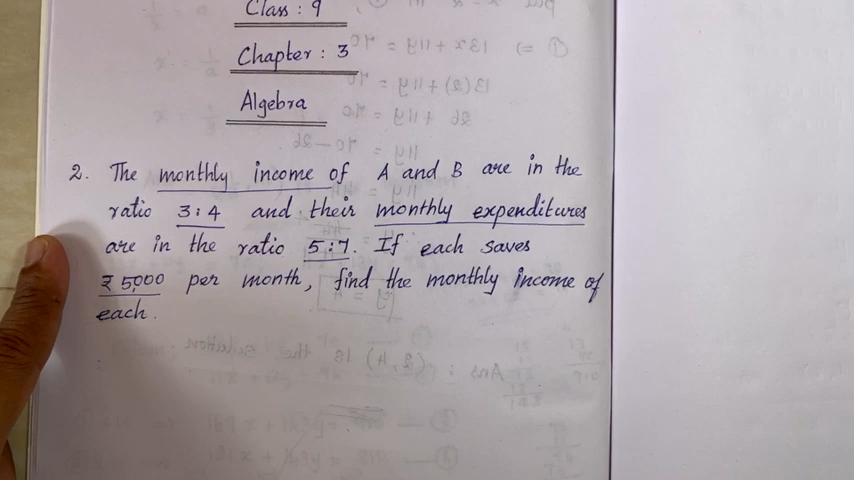 Class : 9
Chapter : 3
Algebra
2. The monthly income of A and B are in the
ratio 3:4 and their monthly expenditures
are in the ratio 5:7. If each saves
₹ 5,000 per month, find the monthly income of
each.